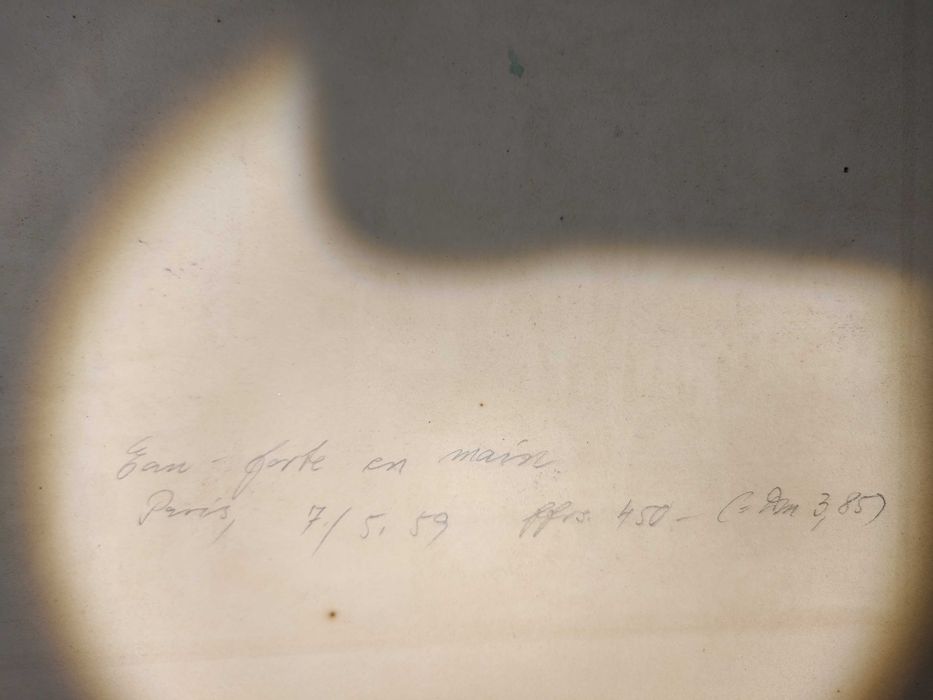 Eau-forte en main
Paris, 7./5. 59 ffrs. 450.– (= DM 3,85)